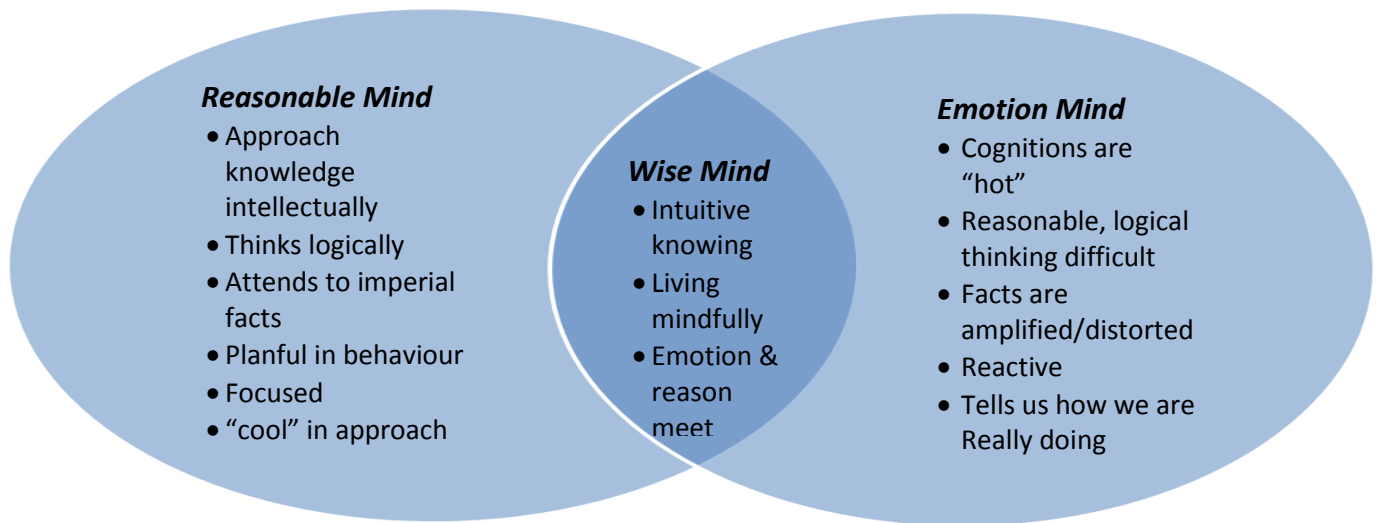 Reasonable Mind
• Approach
knowledge
intellectually
• Thinks logically
• Attends to imperial
facts
• Planful in behaviour
• Focused
• “cool” in approach
Wise Mind
• Intuitive
knowing
• Living
mindfully
• Emotion &
reason
meet
Emotion Mind
• Cognitions are
“hot”
• Reasonable, logical
thinking difficult
• Facts are
amplified/distorted
• Reactive
• Tells us how we are
Really doing